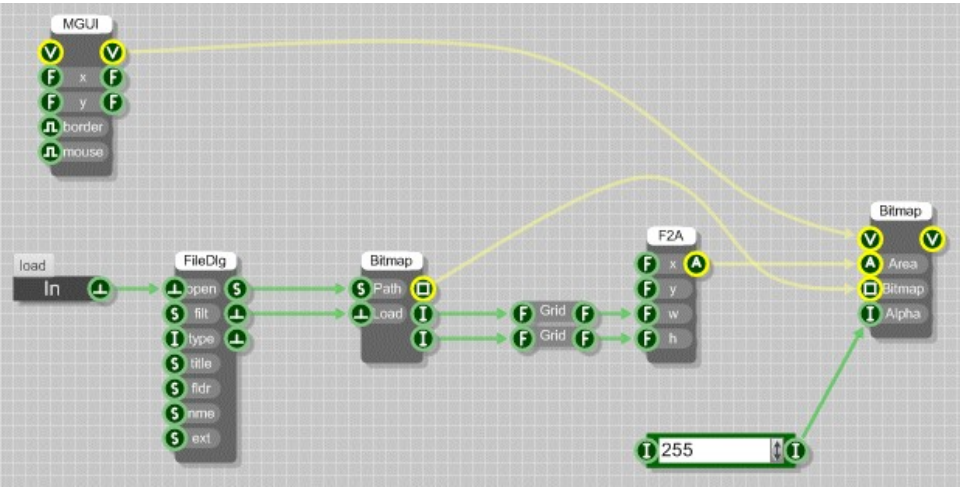 MGUI
V V
F x F
F y F
border
mouse
Bitmap
V V
A Area
Bitmap
I Alpha
F2A
F x A
F y
F w
F h
load
In
FileDlg
open S
S filt
I type
S title
S fldr
S nme
S ext
Bitmap
S Path
Load I
I
F Grid F
F Grid F
I 255 I